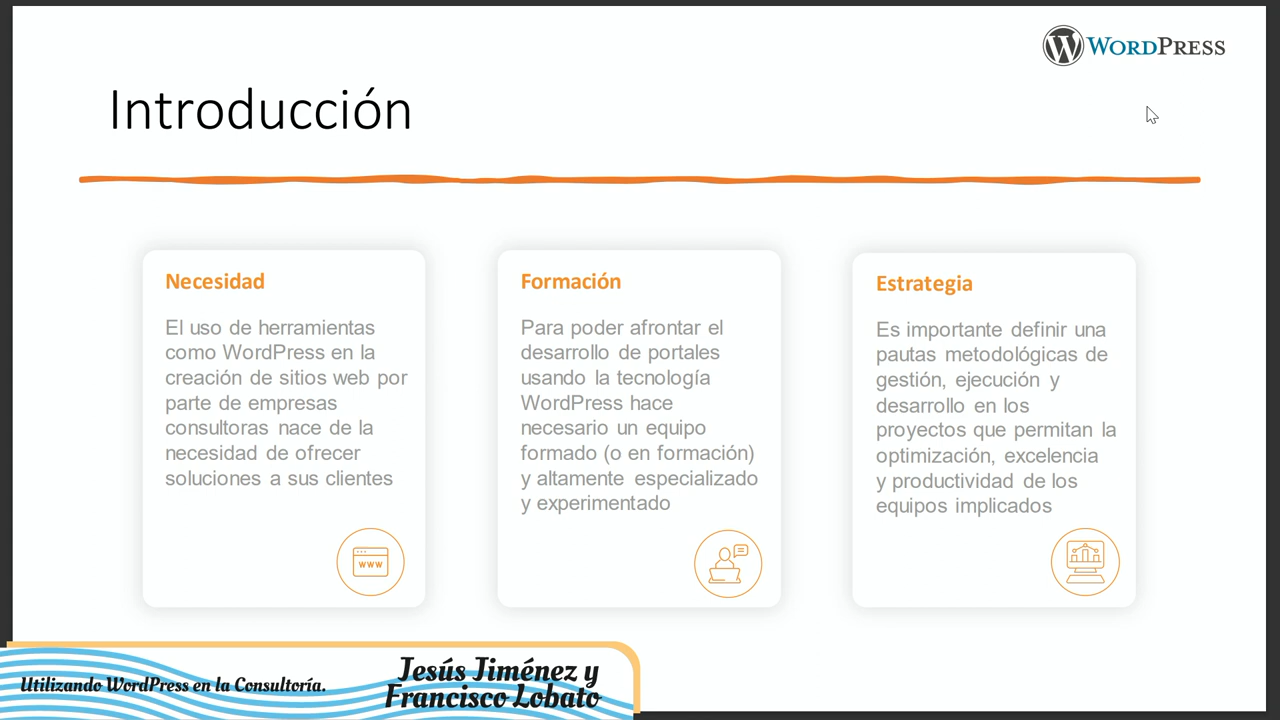 WORDPRESS
Introducción
Necesidad
El uso de herramientas
como WordPress en la
creación de sitios web por
parte de empresas
consultoras nace de la
necesidad de ofrecer
soluciones a sus clientes
www
Formación
Para poder afrontar el
desarrollo de portales
usando la tecnología
WordPress hace
necesario un equipo
formado (o en formación)
y altamente especializado
y experimentado
Estrategia
Es importante definir una
pautas metodológicas de
gestión, ejecución y
desarrollo en los
proyectos que permitan la
optimización, excelencia
y productividad de los
equipos implicados
Utilizando WordPress en la Consultoría.
Jesús Jiménez y
Francisco Lobato